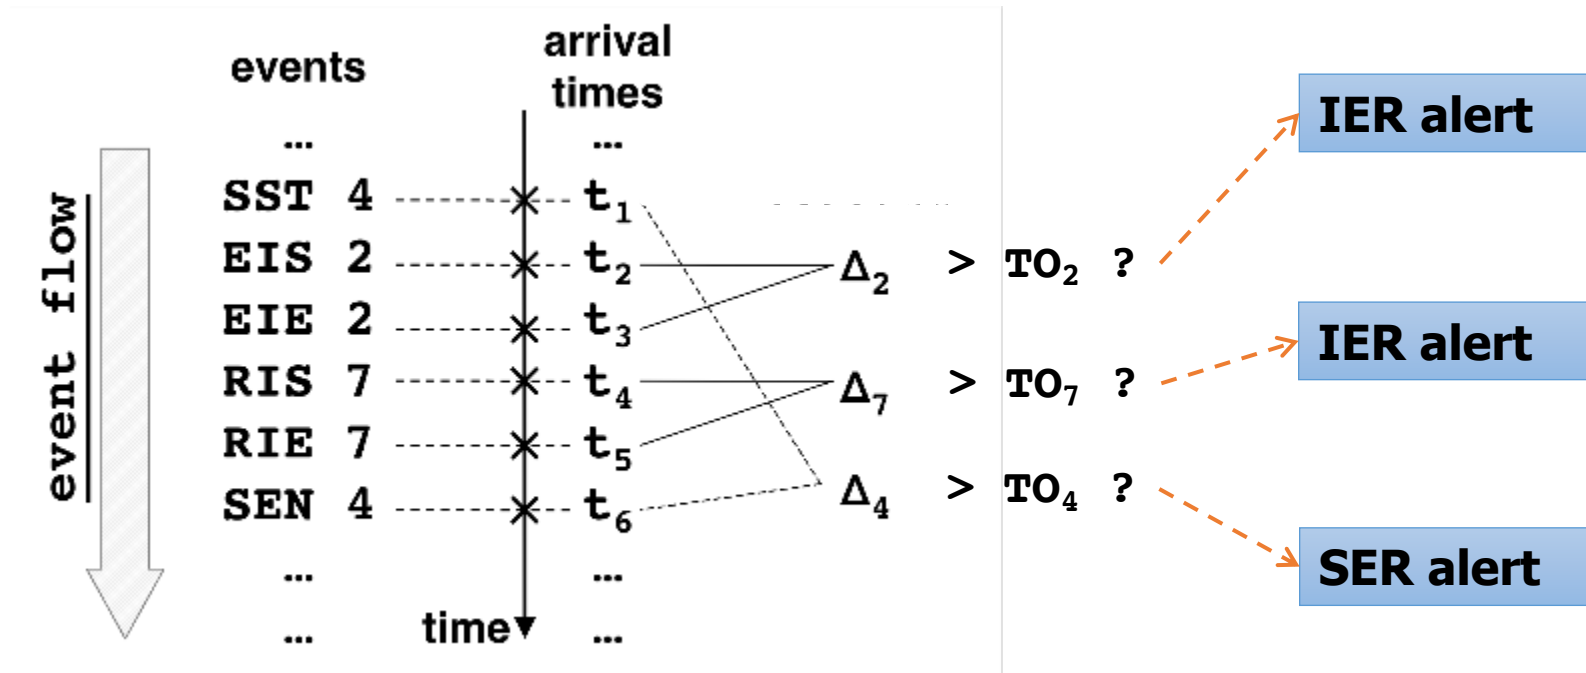 events
arrival
times
... ...
SST 4 t1
EIS 2 t2 Δ2 > TO2 ?
EIE 2 t3
RIS 7 t4 Δ7 > TO7 ?
RIE 7 t5
SEN 4 t6 Δ4 > TO4 ?
... ...
... time ...
event flow
IER alert
IER alert
SER alert